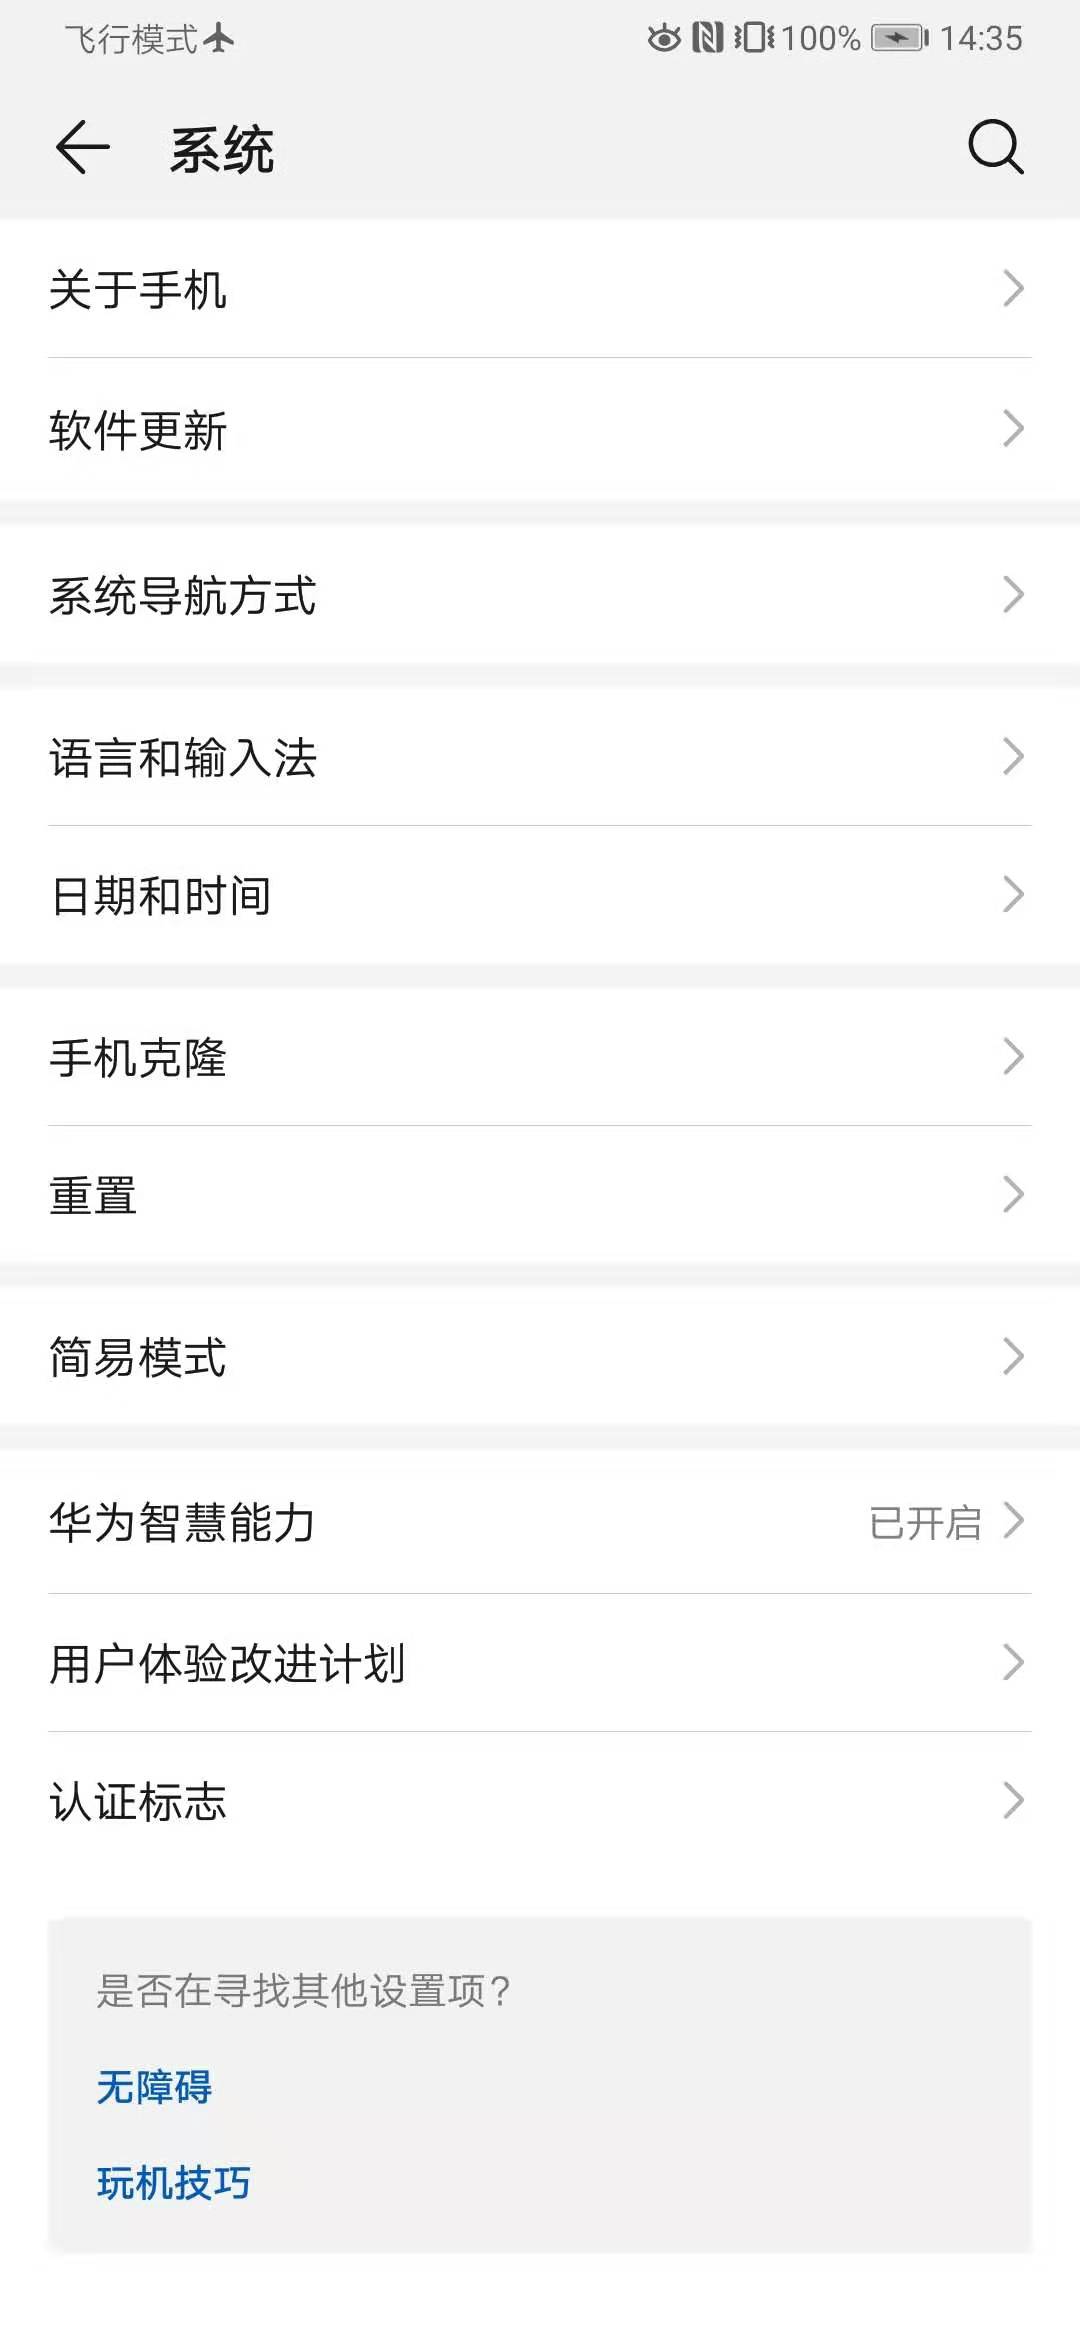 飞行模式 100% 14:35
系统
关于手机
软件更新
系统导航方式
语言和输入法
日期和时间
手机克隆
重置
简易模式
华为智慧能力 已开启
用户体验改进计划
认证标志
是否在寻找其他设置项?
无障碍
玩机技巧